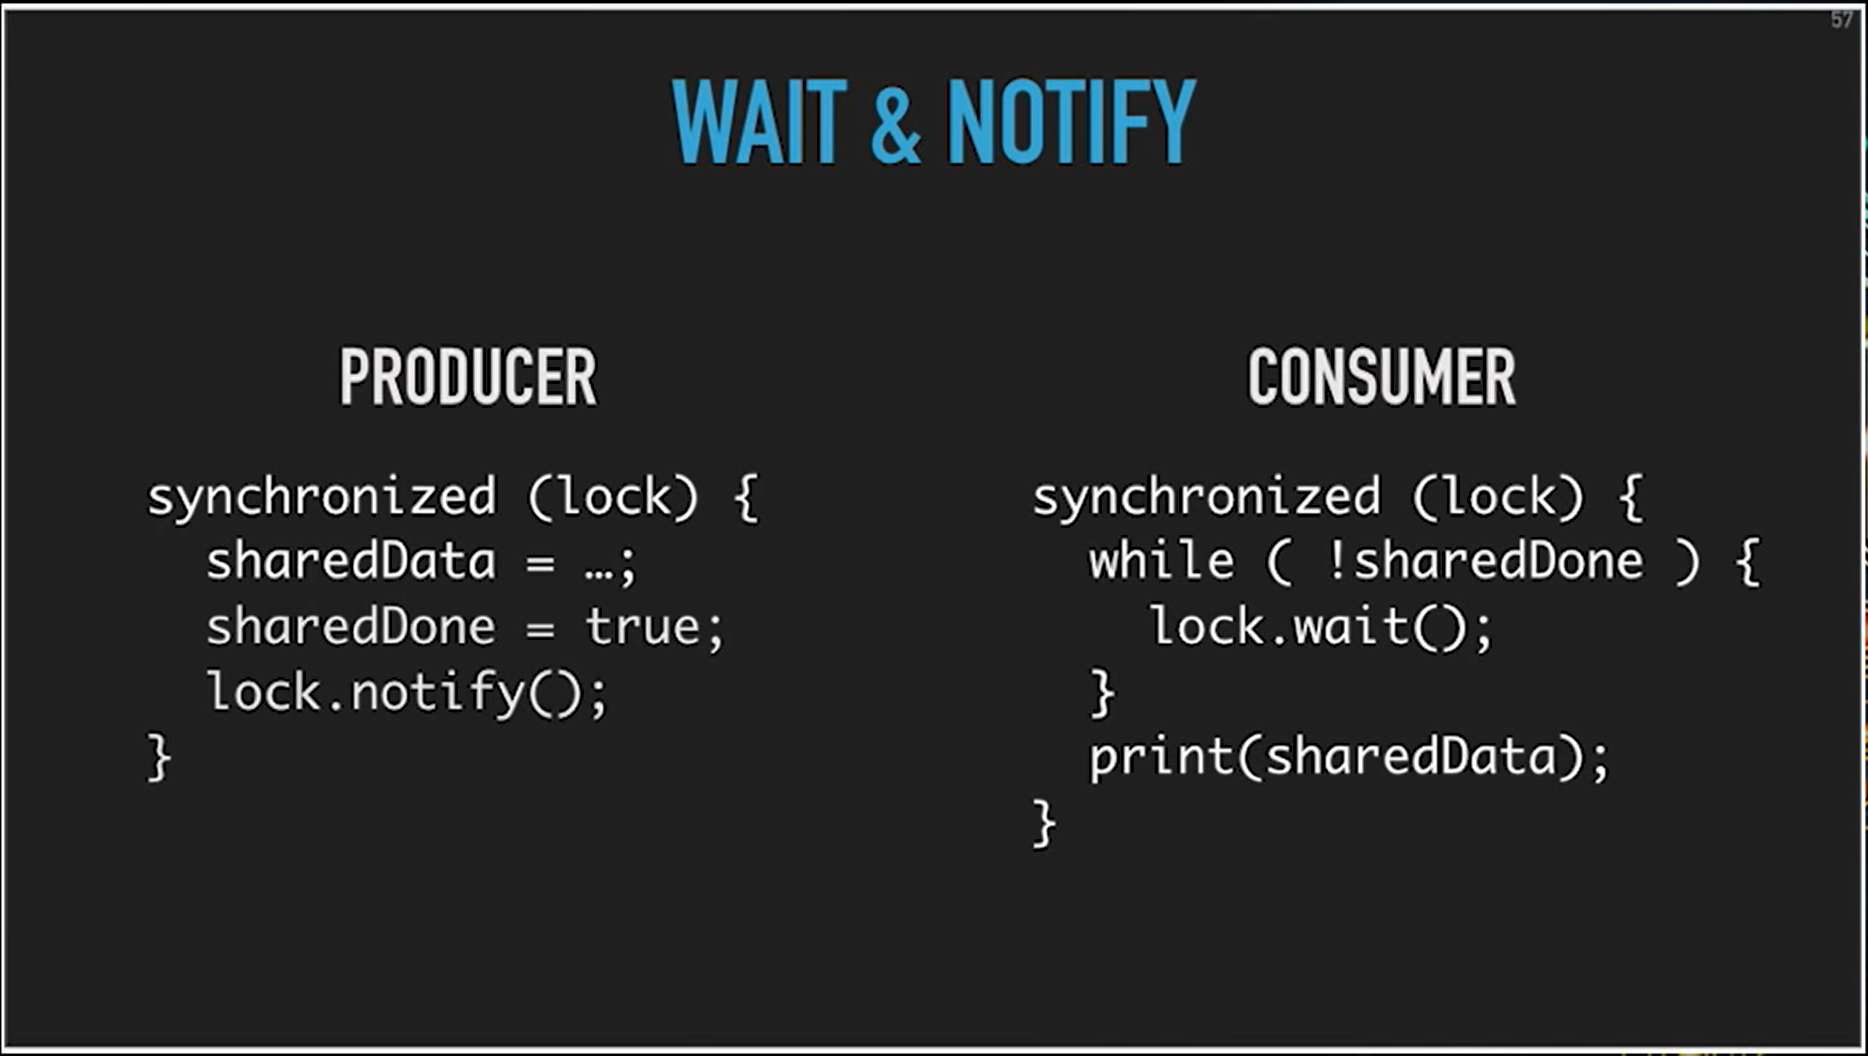 57
WAIT & NOTIFY
PRODUCER
synchronized (lock) {
sharedData = …;
sharedDone = true;
lock.notify();
}
CONSUMER
synchronized (lock) {
while ( !sharedDone ) {
lock.wait();
}
print(sharedData);
}